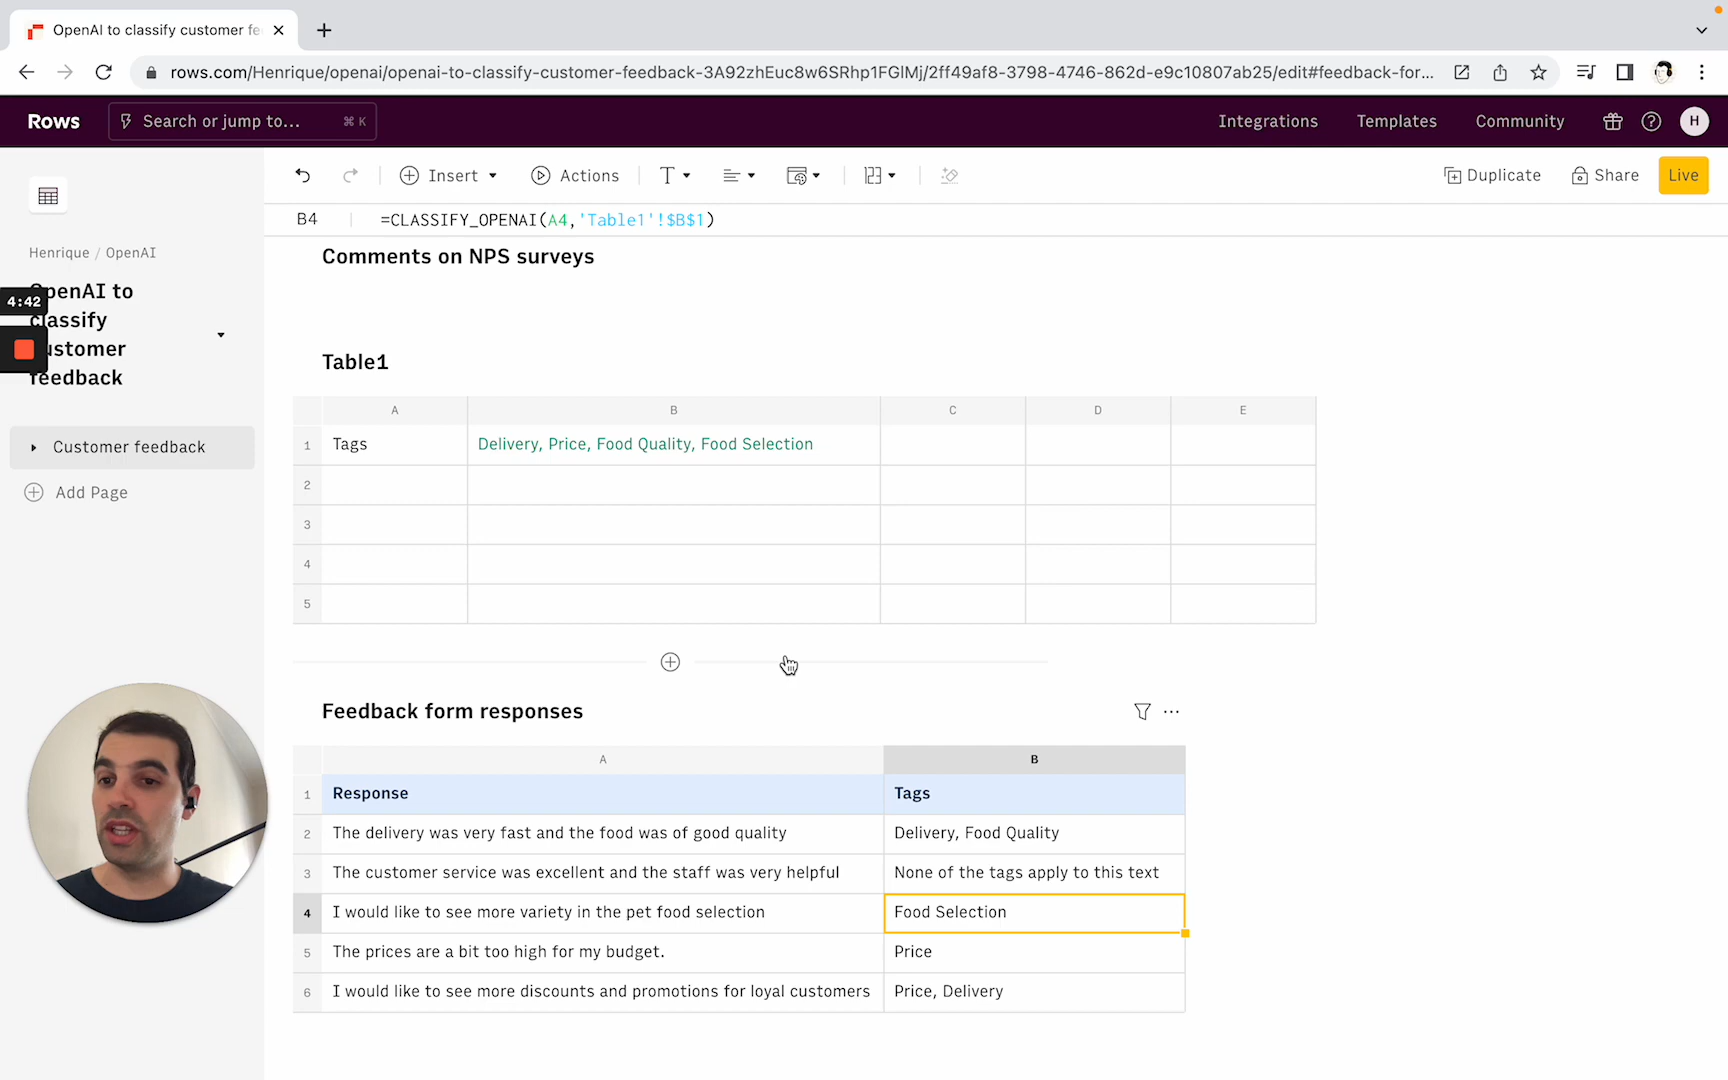 OpenAI to classify customer fe
rows.com/Henrique/openai/openai-to-classify-customer-feedback-3A92zhEuc8w6SRhp1FGlMj/2ff49af8-3798-4746-862d-e9c10807ab25/edit#feedback-for...
Rows
Search or jump to...
⌘ K
Integrations
Templates
Community
H
Insert
Actions
Duplicate
Share
Live
B4
=CLASSIFY_OPENAI(A4,'Table1'!$B$1)
Henrique / OpenAI
OpenAI to
classify
customer
feedback
4:42
Customer feedback
Add Page
Comments on NPS surveys
Table1
A B C D E
1 Tags Delivery, Price, Food Quality, Food Selection
2
3
4
5
Feedback form responses
A B
1 Response Tags
2 The delivery was very fast and the food was of good quality Delivery, Food Quality
3 The customer service was excellent and the staff was very helpful None of the tags apply to this text
4 I would like to see more variety in the pet food selection Food Selection
5 The prices are a bit too high for my budget. Price
6 I would like to see more discounts and promotions for loyal customers Price, Delivery